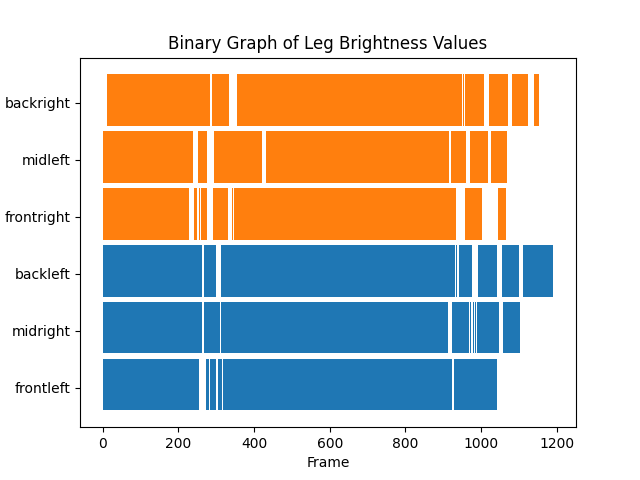 Binary Graph of Leg Brightness Values
backright
midleft
frontright
backleft
midright
frontleft
0 200 400 600 800 1000 1200
Frame